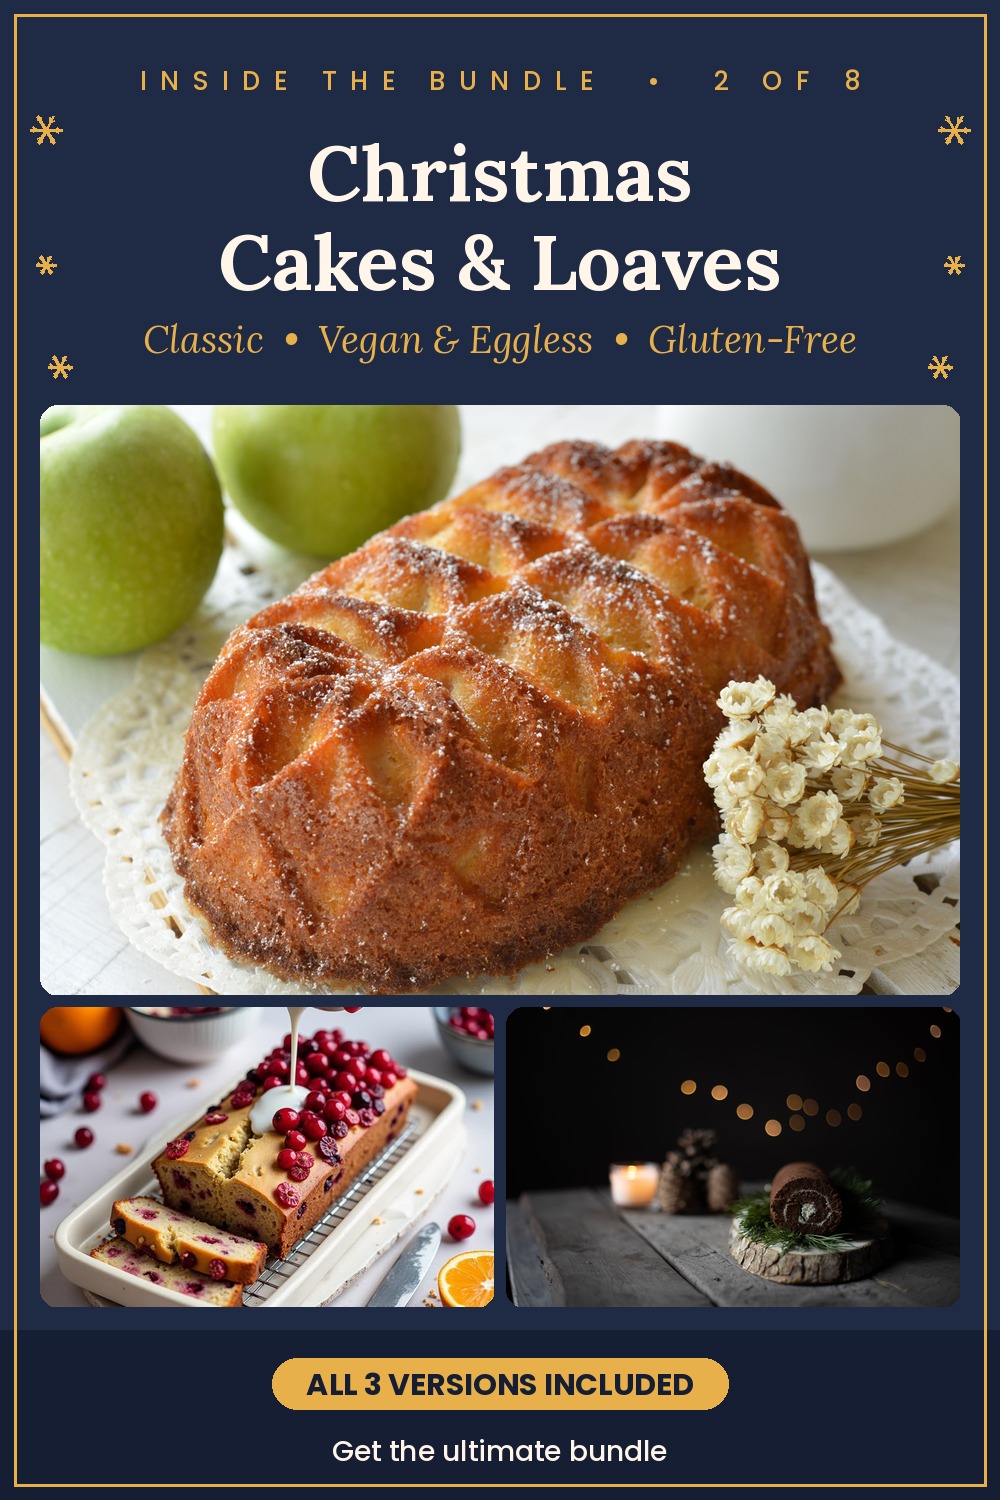 INSIDE THE BUNDLE • 2 OF 8
Christmas
Cakes & Loaves
Classic • Vegan & Eggless • Gluten-Free
ALL 3 VERSIONS INCLUDED
Get the ultimate bundle